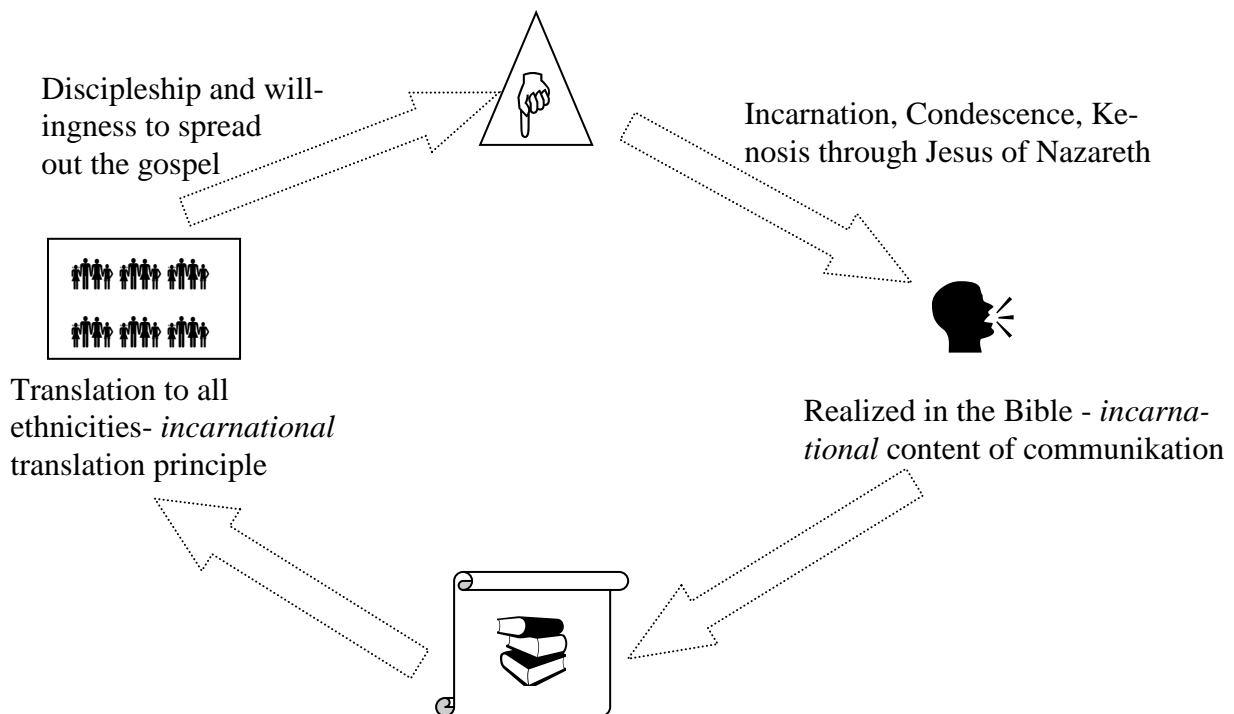 Discipleship and will-
ingness to spread
out the gospel
Incarnation, Condescence, Ke-
nosis through Jesus of Nazareth
Translation to all
ethnicities- incarnational
translation principle
Realized in the Bible - incarna-
tional content of communikation